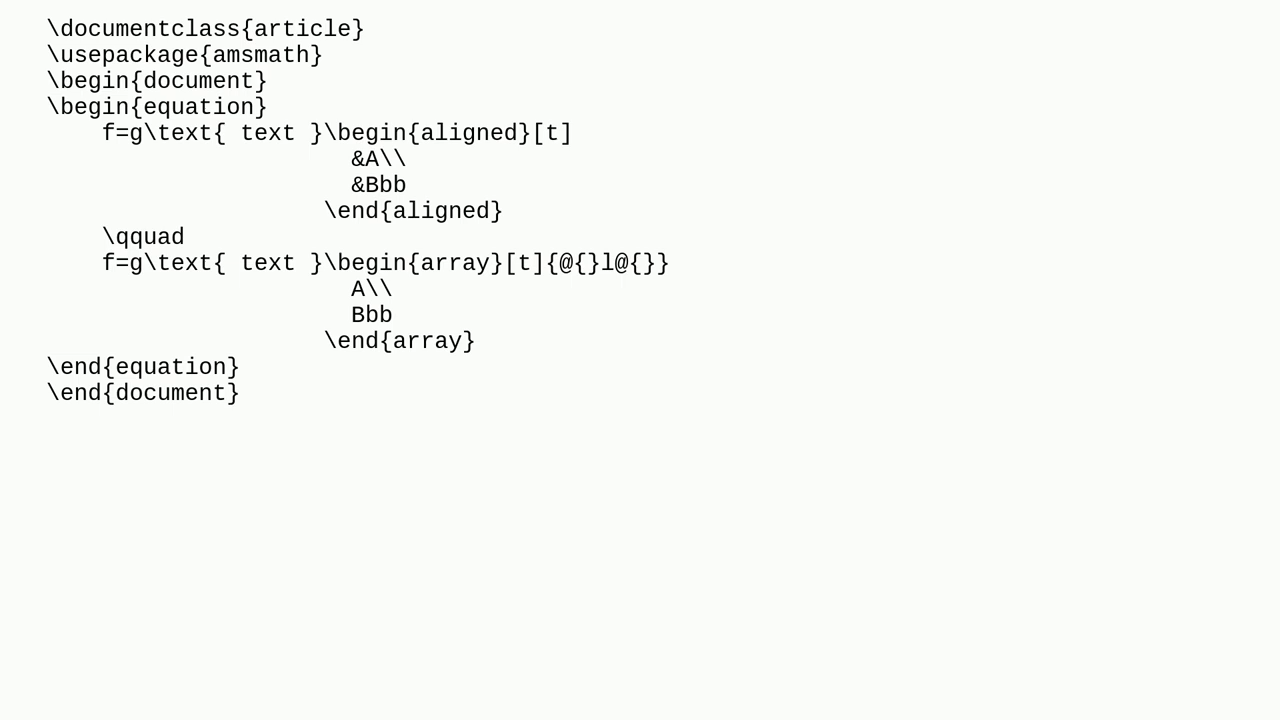 \documentclass{article}
\usepackage{amsmath}
\begin{document}
\begin{equation}
    f=g\text{ text }\begin{aligned}[t]
                      &A\\
                      &Bbb
                    \end{aligned}
    \qquad
    f=g\text{ text }\begin{array}[t]{@{}l@{}}
                      A\\
                      Bbb
                    \end{array}
\end{equation}
\end{document}